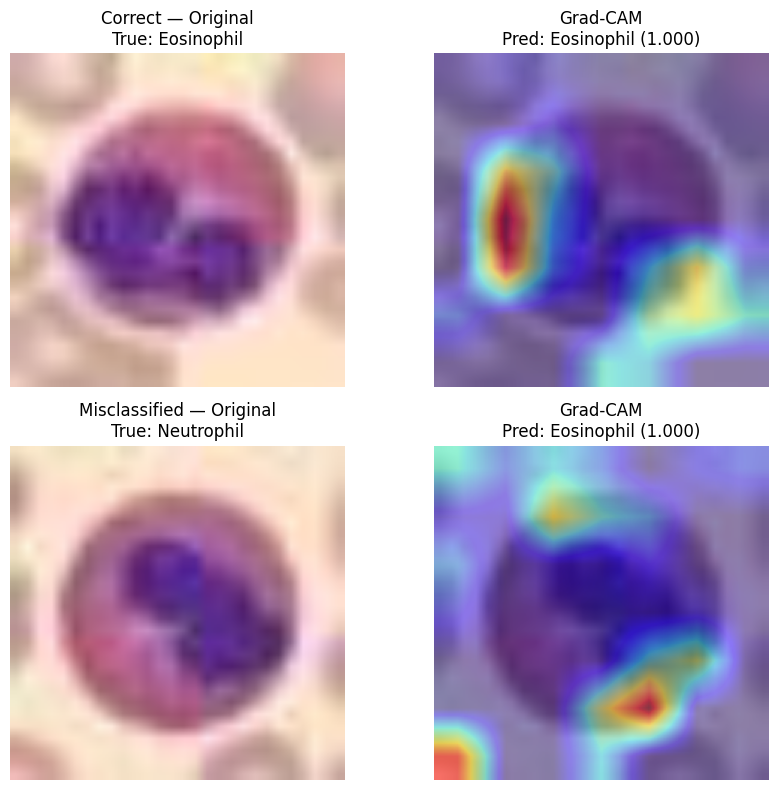 Correct — Original
True: Eosinophil
Grad-CAM
Pred: Eosinophil (1.000)
Misclassified — Original
True: Neutrophil
Grad-CAM
Pred: Eosinophil (1.000)